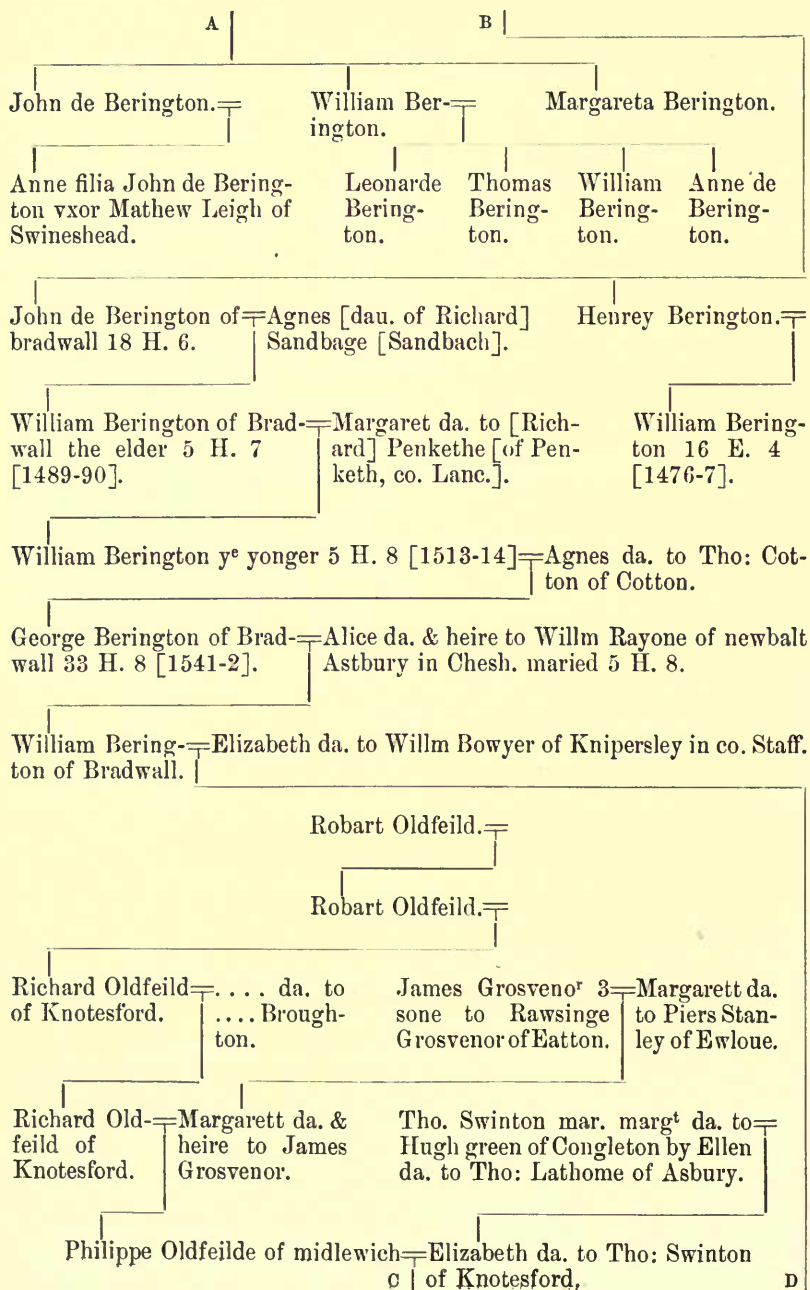 A B
John de Berington. William Ber- Margareta Berington.
ington.
Anne filia John de Bering- Leonarde Thomas William Anne de
ton vxor Mathew Leigh of Bering- Bering- Bering- Bering-
Swineshead. ton. ton. ton. ton.
John de Berington of Agnes [dau. of Richard] Henrey Berington.
bradwall 18 H. 6. Sandbage [Sandbach].
William Berington of Brad- Margaret da. to [Rich- William Bering-
wall the elder 5 H. 7 ard] Penkethe [of Pen- ton 16 E. 4
[1489-90]. keth, co. Lanc.]. [1476-7].
William Berington yᵉ yonger 5 H. 8 [1513-14] Agnes da. to Tho: Cot-
ton of Cotton.
George Berington of Brad- Alice da. & heire to Willm Rayone of newbalt
wall 33 H. 8 [1541-2]. Astbury in Chesh. maried 5 H. 8.
William Bering- Elizabeth da. to Willm Bowyer of Knipersley in co. Staff.
ton of Bradwall.
Robart Oldfeild.
Robart Oldfeild.
Richard Oldfeild . . . . da. to James Grosvenoʳ 3 Margarett da.
of Knotesford. .... Brough- sone to Rawsinge to Piers Stan-
ton. Grosvenor of Eatton. ley of Ewloue.
Richard Old- Margarett da. & Tho. Swinton mar. margᵗ da. to
feild of heire to James Hugh green of Congleton by Ellen
Knotesford. Grosvenor. da. to Tho: Lathome of Asbury.
Philippe Oldfeilde of midlewich Elizabeth da. to Tho: Swinton
C of Knotesford, D